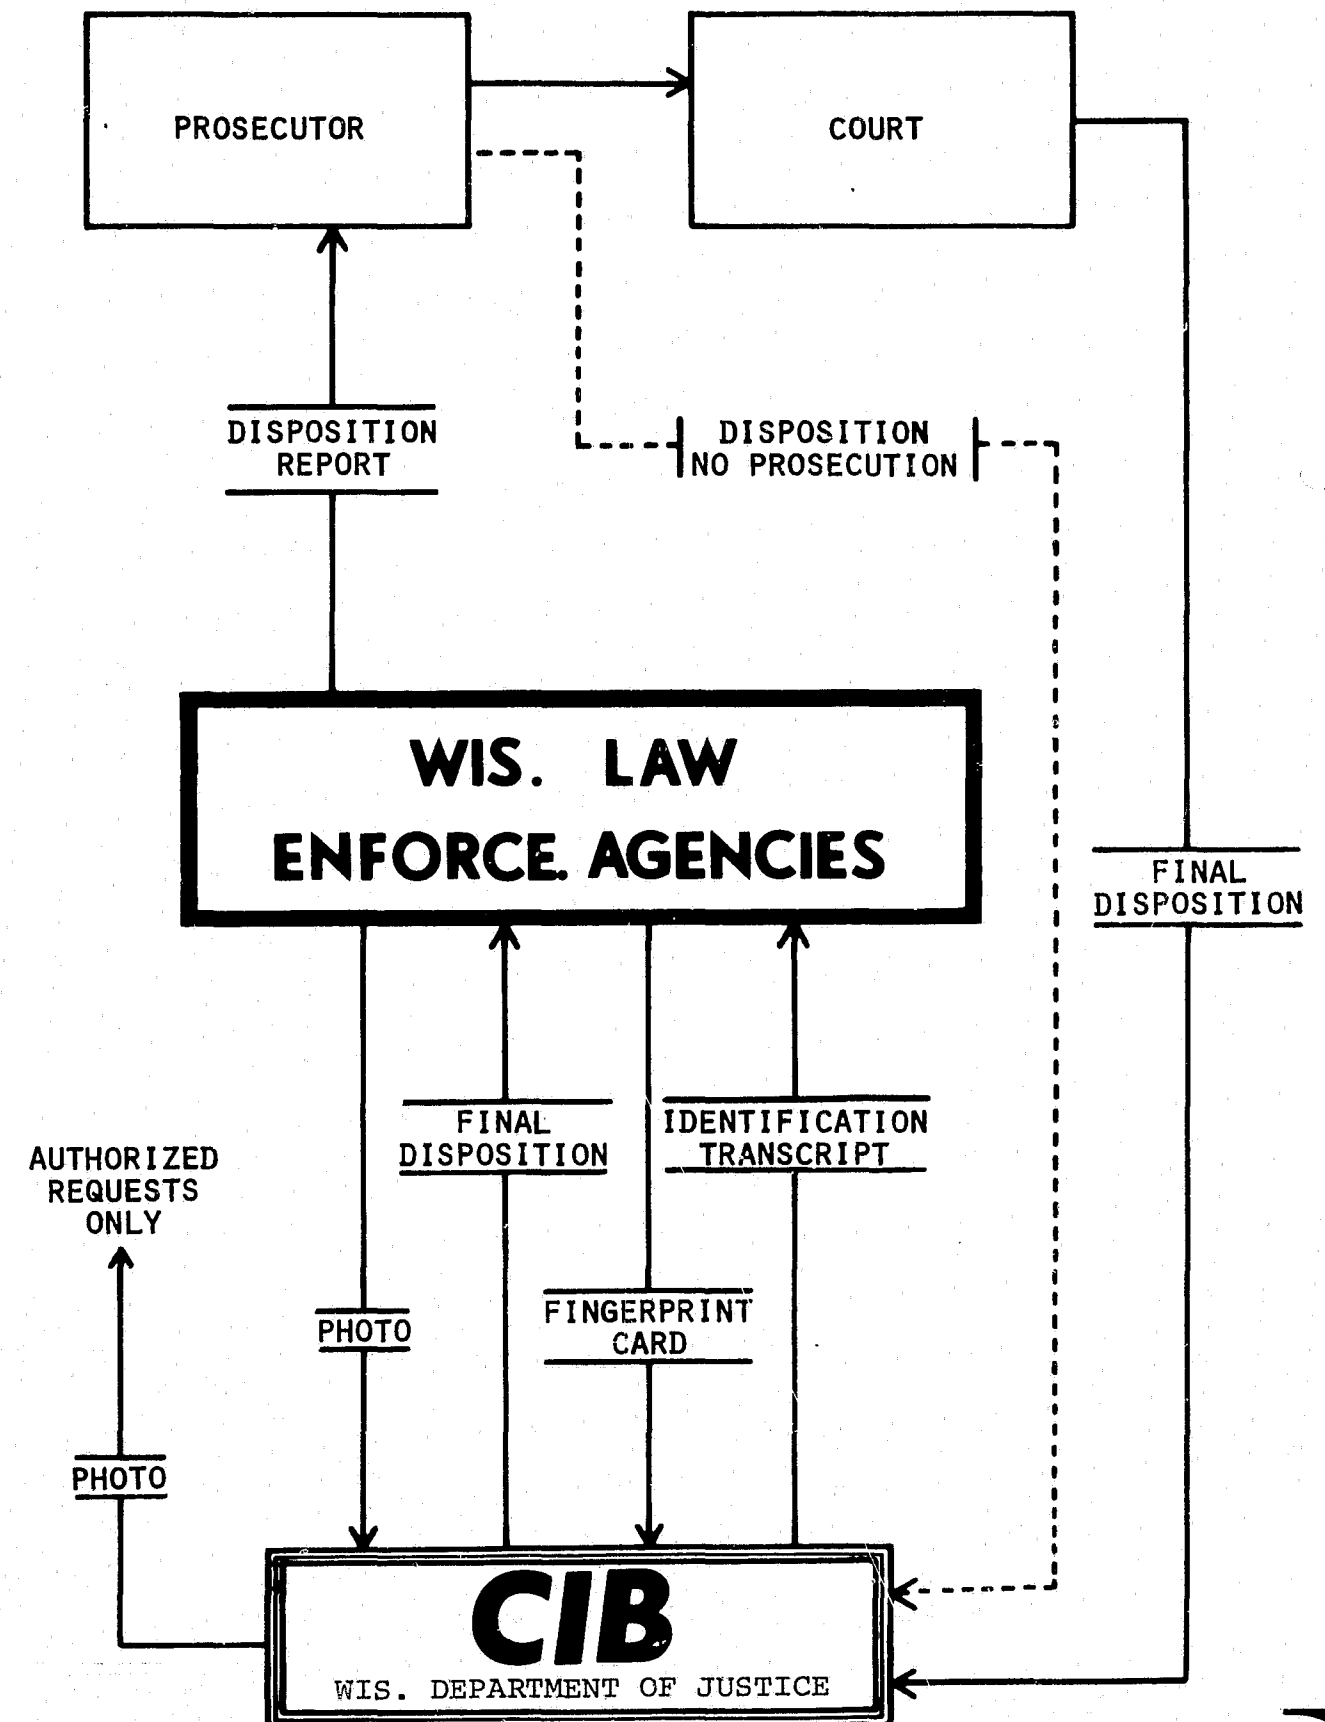 PROSECUTOR
COURT
DISPOSITION
REPORT
DISPOSITION
NO PROSECUTION
WIS. LAW
ENFORCE. AGENCIES
FINAL
DISPOSITION
FINAL
DISPOSITION
IDENTIFICATION
TRANSCRIPT
AUTHORIZED
REQUESTS
ONLY
PHOTO
FINGERPRINT
CARD
PHOTO
CIB
WIS. DEPARTMENT OF JUSTICE